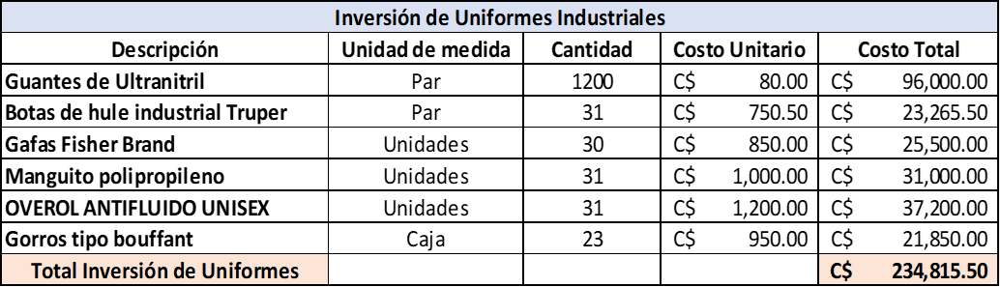 Inversión de Uniformes Industriales
Descripción Unidad de medida Cantidad Costo Unitario Costo Total
Guantes de Ultranitril Par 1200 C$ 80.00 C$ 96,000.00
Botas de hule industrial Truper Par 31 C$ 750.50 C$ 23,265.50
Gafas Fisher Brand Unidades 30 C$ 850.00 C$ 25,500.00
Manguito polipropileno Unidades 31 C$ 1,000.00 C$ 31,000.00
OVEROL ANTIFLUIDO UNISEX Unidades 31 C$ 1,200.00 C$ 37,200.00
Gorros tipo bouffant Caja 23 C$ 950.00 C$ 21,850.00
Total Inversión de Uniformes C$ 234,815.50